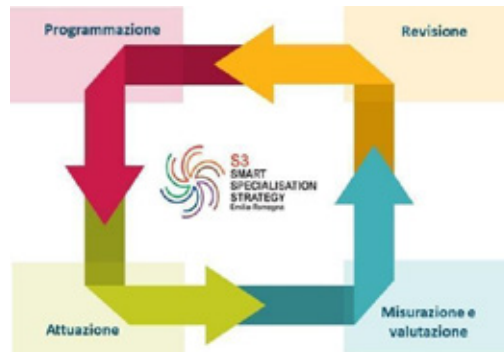 Programmazione
Revisione
S3
SMART
SPECIALISATION
STRATEGY
Emilia Romagna
Attuazione
Misurazione e
valutazione